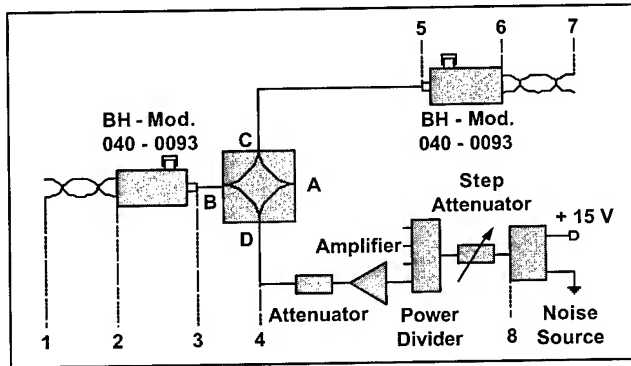 5
6
7
BH - Mod.
040 - 0093
BH - Mod.
040 - 0093
C
A
B
D
Step
Attenuator
+ 15 V
Amplifier
Attenuator
Power
Divider
Noise
Source
1
2
3
4
8